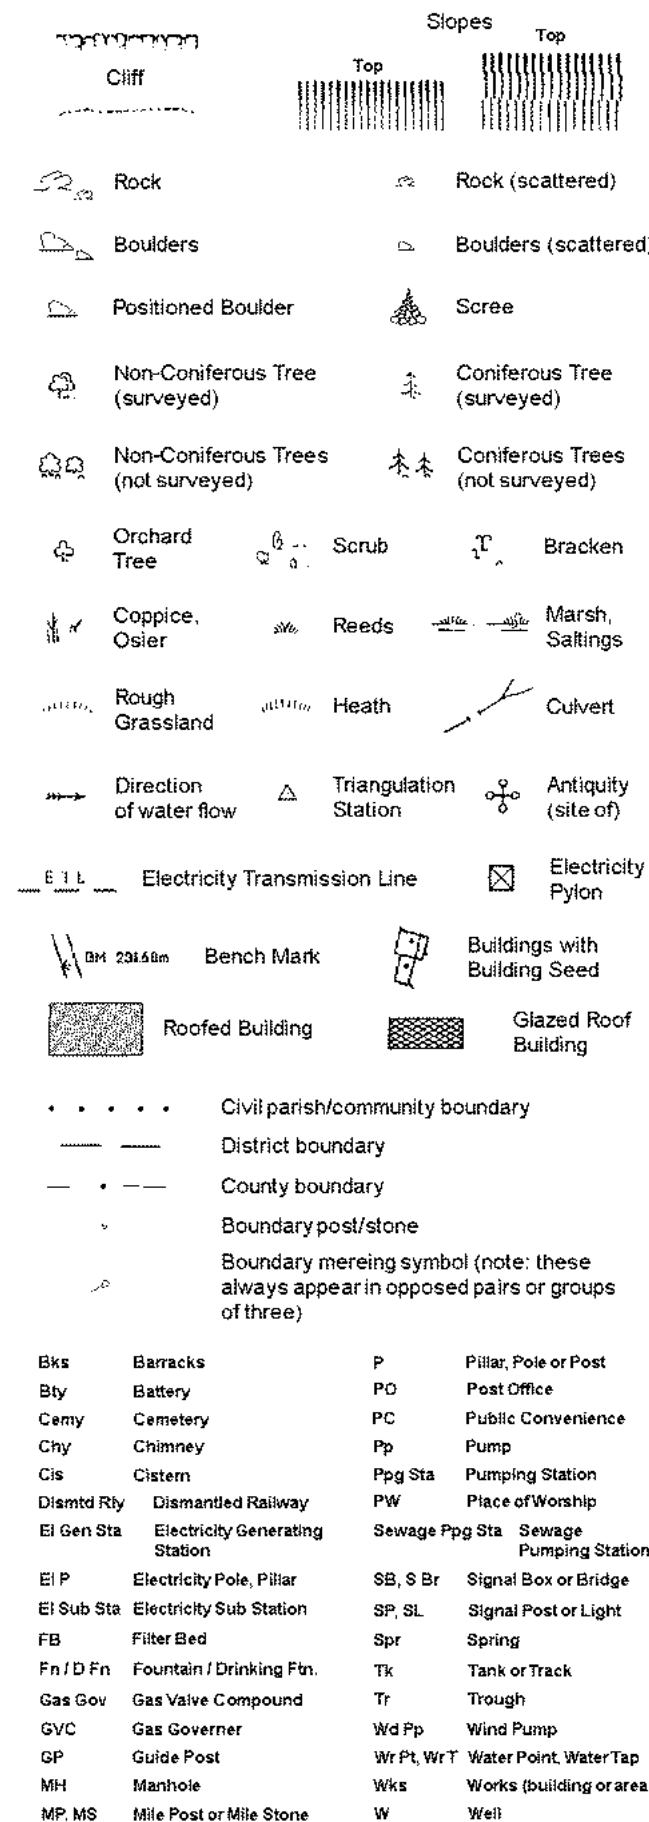 Slopes
Top
Top
Cliff
Rock
Rock (scattered)
Boulders
Boulders (scattered)
Positioned Boulder
Scree
Non-Coniferous Tree
(surveyed)
Coniferous Tree
(surveyed)
Non-Coniferous Trees
(not surveyed)
Coniferous Trees
(not surveyed)
Orchard
Tree
Scrub
Bracken
Coppice,
Osier
Reeds
Marsh,
Saltings
Rough
Grassland
Heath
Culvert
Direction
of water flow
Triangulation
Station
Antiquity
(site of)
E T L
Electricity Transmission Line
Electricity
Pylon
BM 231.60m
Bench Mark
Buildings with
Building Seed
Roofed Building
Glazed Roof
Building
Civil parish/community boundary
District boundary
County boundary
Boundary post/stone
Boundary mereing symbol (note: these
always appear in opposed pairs or groups
of three)
Bks Barracks P Pillar, Pole or Post
Bty Battery PO Post Office
Cemy Cemetery PC Public Convenience
Chy Chimney Pp Pump
Cis Cistern Ppg Sta Pumping Station
Dismtd Rly Dismantled Railway PW Place of Worship
El Gen Sta Electricity Generating Sewage Ppg Sta Sewage
Station Pumping Station
El P Electricity Pole, Pillar SB, S Br Signal Box or Bridge
El Sub Sta Electricity Sub Station SP, SL Signal Post or Light
FB Filter Bed Spr Spring
Fn / D Fn Fountain / Drinking Ftn. Tk Tank or Track
Gas Gov Gas Valve Compound Tr Trough
GVC Gas Governer Wd Pp Wind Pump
GP Guide Post Wr Pt, Wr T Water Point, Water Tap
MH Manhole Wks Works (building or area
MP, MS Mile Post or Mile Stone W Well